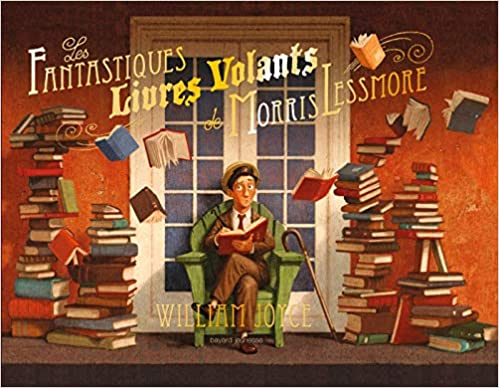 Les
FANTASTIQUES
Livres Volants
de MORRIS LESSMORE
WILLIAM JOYCE
bayard jeunesse